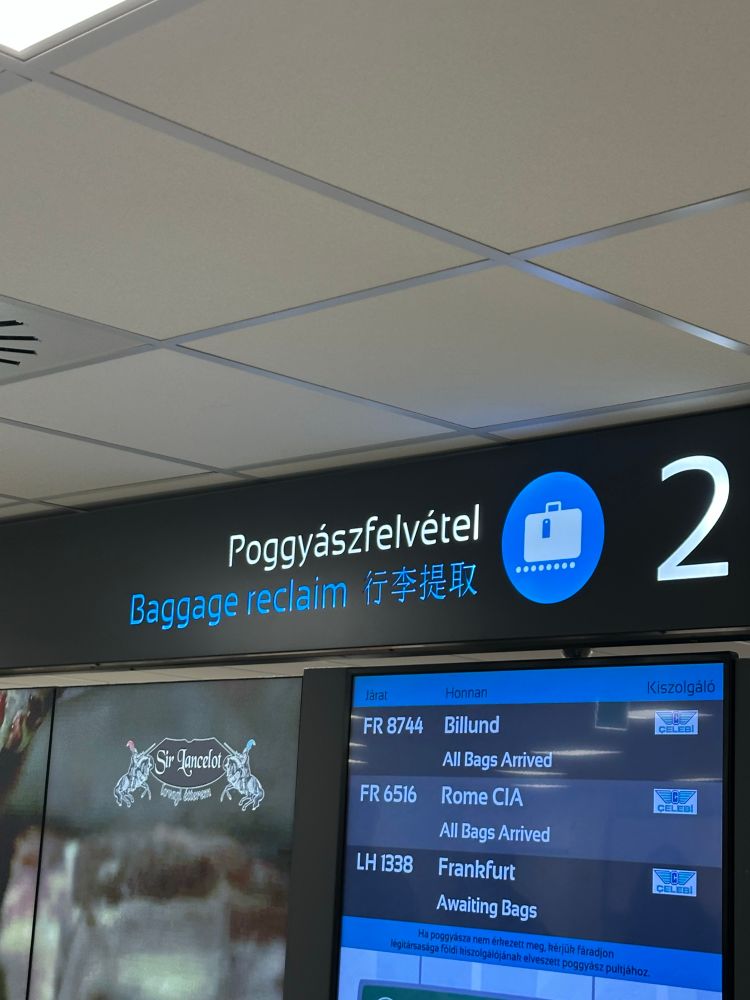 Poggyászfelvétel
Baggage reclaim 行李提取
2
Járat Honnan Kiszolgáló
FR 8744 Billund ÇELEBİ
All Bags Arrived
FR 6516 Rome CIA ÇELEBİ
All Bags Arrived
LH 1338 Frankfurt ÇELEBİ
Awaiting Bags
Ha poggyásza nem érkezett meg, kérjük fáradjon
légitársasága földi kiszolgálójának elveszett poggyász pultjához.
Sir Lancelot
lovagi étterem